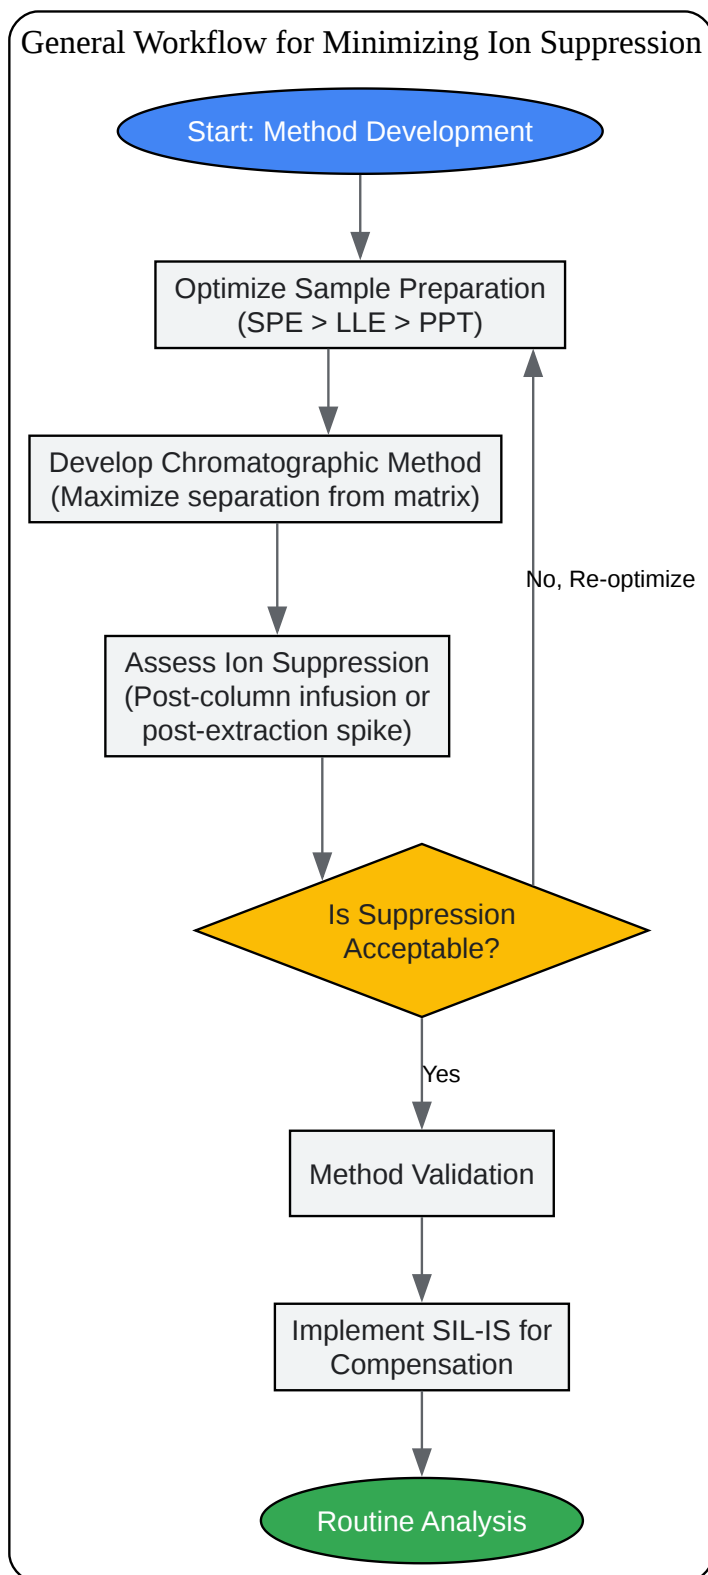 General Workflow for Minimizing Ion Suppression
Start: Method Development
Optimize Sample Preparation
(SPE > LLE > PPT)
Develop Chromatographic Method
(Maximize separation from matrix)
No, Re-optimize
Assess Ion Suppression
(Post-column infusion or
post-extraction spike)
Is Suppression
Acceptable?
Yes
Method Validation
Implement SIL-IS for
Compensation
Routine Analysis